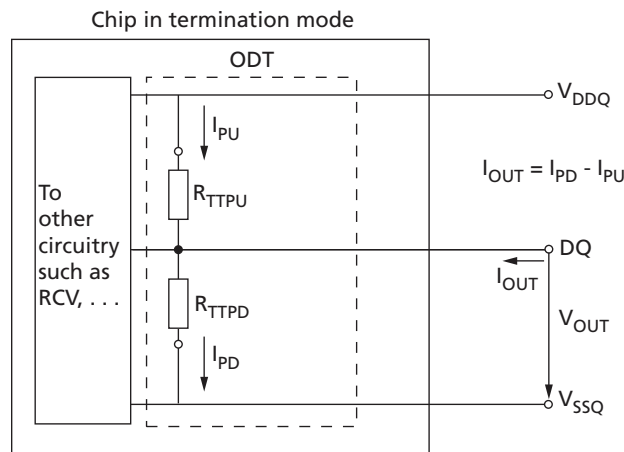 Chip in termination mode
ODT
V_DDQ
I_PU
I_OUT = I_PD - I_PU
To
other
circuitry
such as
RCV, . . .
R_TTPU
DQ
I_OUT
R_TTPD
V_OUT
I_PD
V_SSQ